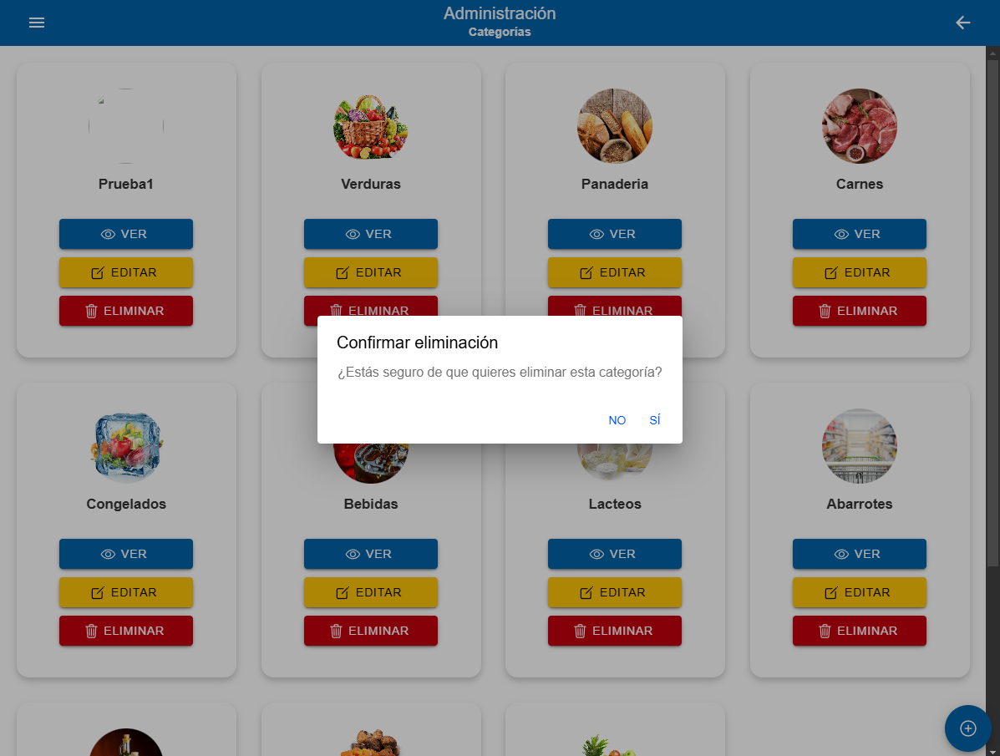 Administración
Categorías
Prueba1
Verduras
Panaderia
Carnes
VER
VER
VER
VER
EDITAR
EDITAR
EDITAR
EDITAR
ELIMINAR
ELIMINAR
ELIMINAR
ELIMINAR
Confirmar eliminación
¿Estás seguro de que quieres eliminar esta categoría?
NO
SÍ
Congelados
Bebidas
Lacteos
Abarrotes
VER
VER
VER
VER
EDITAR
EDITAR
EDITAR
EDITAR
ELIMINAR
ELIMINAR
ELIMINAR
ELIMINAR